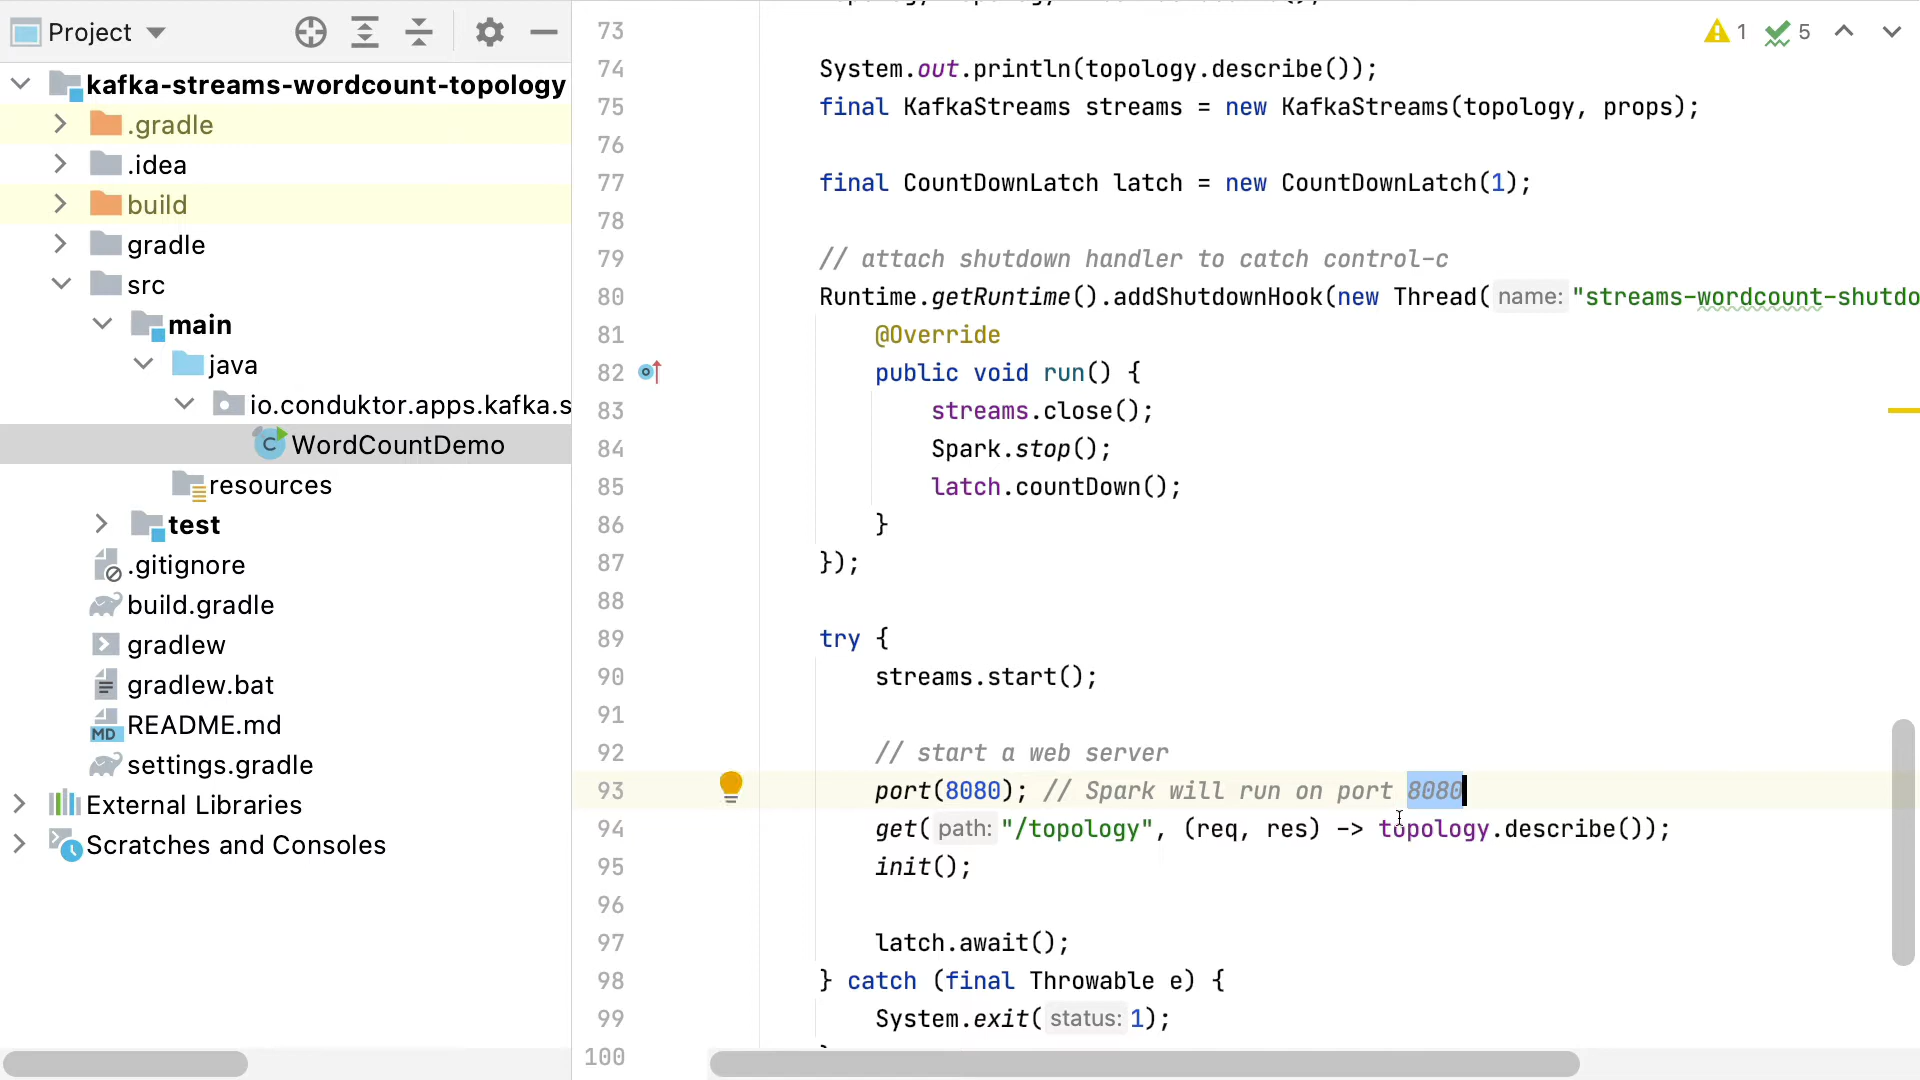 Project
kafka-streams-wordcount-topology
.gradle
.idea
build
gradle
src
main
java
io.conduktor.apps.kafka.s
WordCountDemo
resources
test
.gitignore
build.gradle
gradlew
gradlew.bat
README.md
settings.gradle
External Libraries
Scratches and Consoles
1 5
73
74 System.out.println(topology.describe());
75 final KafkaStreams streams = new KafkaStreams(topology, props);
76
77 final CountDownLatch latch = new CountDownLatch(1);
78
79 // attach shutdown handler to catch control-c
80 Runtime.getRuntime().addShutdownHook(new Thread( name: "streams-wordcount-shutdo
81 @Override
82 public void run() {
83 streams.close();
84 Spark.stop();
85 latch.countDown();
86 }
87 });
88
89 try {
90 streams.start();
91
92 // start a web server
93 port(8080); // Spark will run on port 8080
94 get( path: "/topology", (req, res) -> topology.describe());
95 init();
96
97 latch.await();
98 } catch (final Throwable e) {
99 System.exit( status: 1);
100